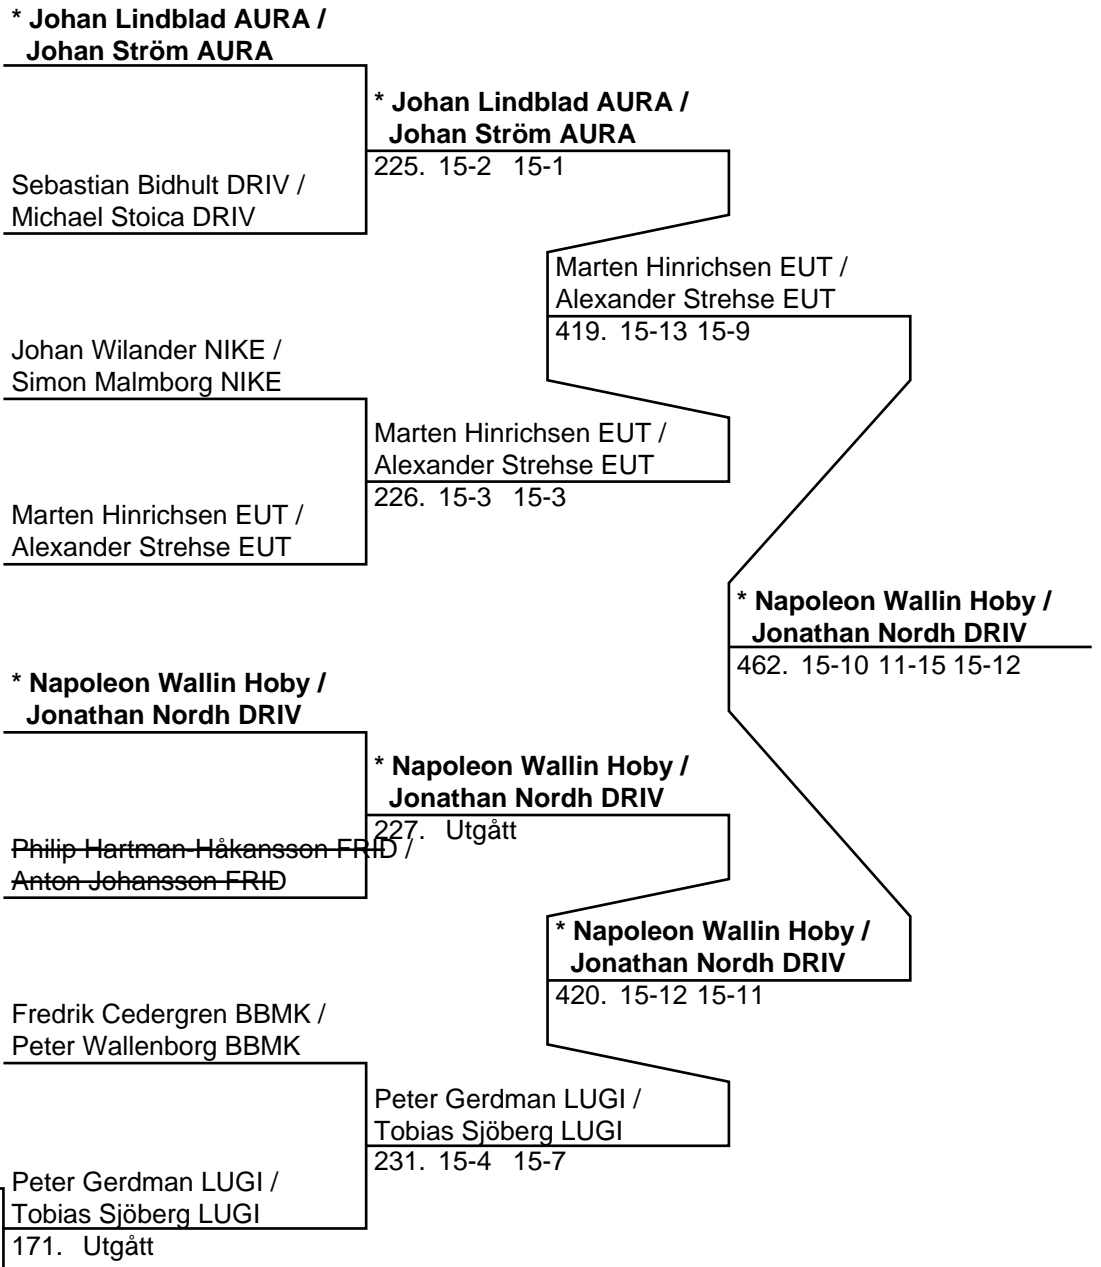 * Johan Lindblad AURA /
Johan Ström AURA
* Johan Lindblad AURA /
Johan Ström AURA
225. 15-2 15-1
Sebastian Bidhult DRIV /
Michael Stoica DRIV
Marten Hinrichsen EUT /
Alexander Strehse EUT
419. 15-13 15-9
Johan Wilander NIKE /
Simon Malmborg NIKE
Marten Hinrichsen EUT /
Alexander Strehse EUT
226. 15-3 15-3
Marten Hinrichsen EUT /
Alexander Strehse EUT
* Napoleon Wallin Hoby /
Jonathan Nordh DRIV
462. 15-10 11-15 15-12
* Napoleon Wallin Hoby /
Jonathan Nordh DRIV
* Napoleon Wallin Hoby /
Jonathan Nordh DRIV
227. Utgått
Philip Hartman-Håkansson FRID /
Anton Johansson FRID
* Napoleon Wallin Hoby /
Jonathan Nordh DRIV
420. 15-12 15-11
Fredrik Cedergren BBMK /
Peter Wallenborg BBMK
Peter Gerdman LUGI /
Tobias Sjöberg LUGI
231. 15-4 15-7
Peter Gerdman LUGI /
Tobias Sjöberg LUGI
171. Utgått